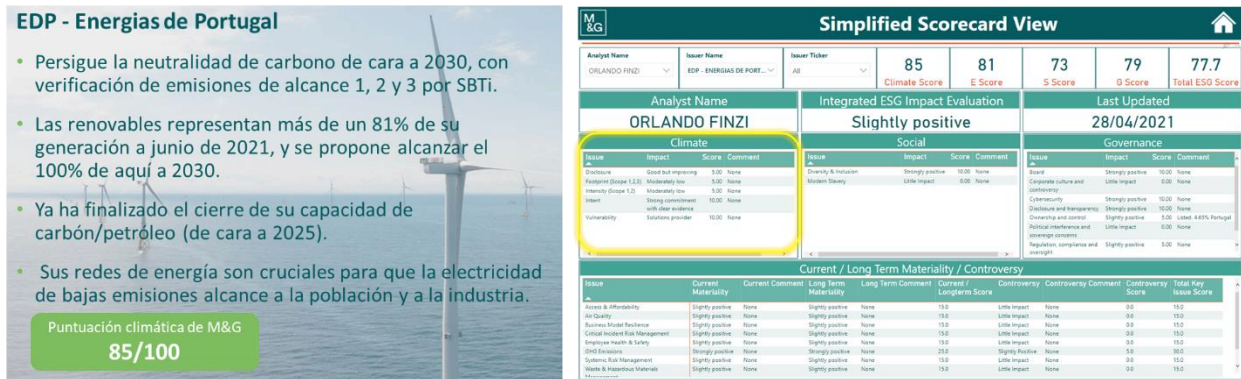 EDP - Energias de Portugal
• Persigue la neutralidad de carbono de cara a 2030, con
verificación de emisiones de alcance 1, 2 y 3 por SBTi.
• Las renovables representan más de un 81% de su
generación a junio de 2021, y se propone alcanzar el
100% de aquí a 2030.
• Ya ha finalizado el cierre de su capacidad de
carbón/petróleo (de cara a 2025).
• Sus redes de energía son cruciales para que la electricidad
de bajas emisiones alcance a la población y a la industria.
Puntuación climática de M&G
85/100
M
&G
Simplified Scorecard View
Analyst Name
ORLANDO FINZI
Issuer Name
EDP - ENERGIAS DE PORT...
Issuer Ticker
All
85
Climate Score
81
E Score
73
S Score
79
G Score
77.7
Total ESG Score
Analyst Name
ORLANDO FINZI
Integrated ESG Impact Evaluation
Slightly positive
Last Updated
28/04/2021
Climate
Issue Impact Score Comment
Disclosure Good but improving 5.00 None
Footprint (Scope 1,2,3) Moderately low 5.00 None
Intensity (Scope 1,2) Moderately low 5.00 None
Intent Strong commitment 10.00 None
with clear evidence
Vulnerability Solutions provider 10.00 None
Social
Issue Impact Score Comment
Diversity & Inclusion Strongly positive 10.00 None
Modern Slavery Little Impact 0.00 None
Governance
Issue Impact Score Comment
Board Strongly positive 10.00 None
Corporate culture and Little Impact 0.00 None
controversy
Cybersecurity Strongly positive 10.00 None
Disclosure and transparency Strongly positive 10.00 None
Ownership and control Slightly positive 5.00 Listed. 4.65% Portugal
Political interference and Little Impact 0.00 None
sovereign concerns
Regulation, compliance and Slightly positive 5.00 None
oversight
Current / Long Term Materiality / Controversy
Issue Current Current Comment Long Term Long Term Comment Current / Controversy Controversy Comment Controversy Total Key
Materiality Materiality Longterm Score Score Issue Score
Access & Affordability Slightly positive None Slightly positive None 15.0 Little Impact None 0.0 15.0
Air Quality Slightly positive None Slightly positive None 15.0 Little Impact None 0.0 15.0
Business Model Resilience Slightly positive None Slightly positive None 15.0 Little Impact None 0.0 15.0
Critical Incident Risk Management Slightly positive None Slightly positive None 15.0 Little Impact None 0.0 15.0
Employee Health & Safety Slightly positive None Slightly positive None 15.0 Little Impact None 0.0 15.0
GHG Emissions Strongly positive None Strongly positive None 25.0 Slightly Positive None 5.0 30.0
Systemic Risk Management Slightly positive None Slightly positive None 15.0 Little Impact None 0.0 15.0
Waste & Hazardous Materials Slightly positive None Slightly positive None 15.0 Little Impact None 0.0 15.0
Management